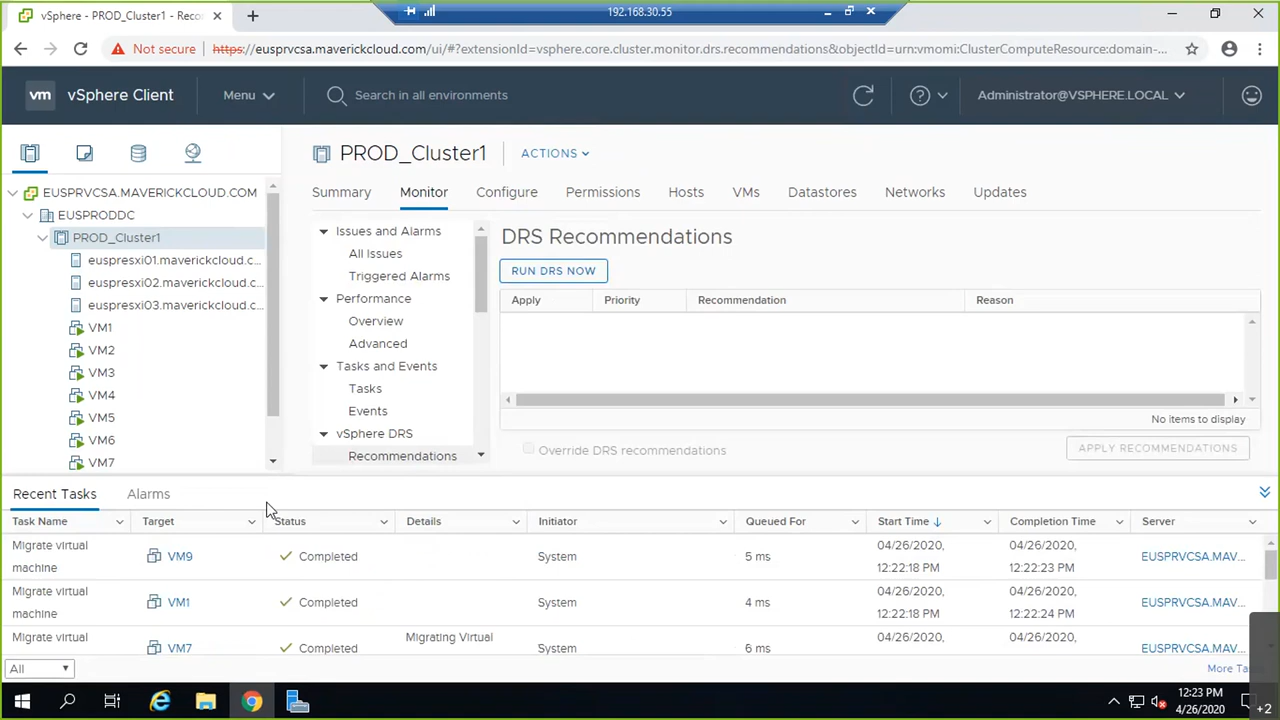 vSphere - PROD_Cluster1 - Reco
192.168.30.55
Not secure
https://eusprvcsa.maverickcloud.com/ui/#?extensionId=vsphere.core.cluster.monitor.drs.recommendations&objectId=urn:vmomi:ClusterComputeResource:domain-...
vm vSphere Client
Menu
Search in all environments
Administrator@VSPHERE.LOCAL
PROD_Cluster1
ACTIONS
Summary Monitor Configure Permissions Hosts VMs Datastores Networks Updates
EUSPRVCSA.MAVERICKCLOUD.COM
EUSPRODDC
PROD_Cluster1
euspresxi01.maverickcloud.c...
euspresxi02.maverickcloud.c...
euspresxi03.maverickcloud.c...
VM1
VM2
VM3
VM4
VM5
VM6
VM7
Issues and Alarms
All Issues
Triggered Alarms
Performance
Overview
Advanced
Tasks and Events
Tasks
Events
vSphere DRS
Recommendations
DRS Recommendations
RUN DRS NOW
Apply Priority Recommendation Reason
No items to display
Override DRS recommendations
APPLY RECOMMENDATIONS
Recent Tasks Alarms
Task Name Target Status Details Initiator Queued For Start Time Completion Time Server
Migrate virtual machine VM9 Completed System 5 ms 04/26/2020, 12:22:18 PM 04/26/2020, 12:22:23 PM EUSPRVCSA.MAV...
Migrate virtual machine VM1 Completed System 4 ms 04/26/2020, 12:22:18 PM 04/26/2020, 12:22:24 PM EUSPRVCSA.MAV...
Migrate virtual machine VM7 Completed Migrating Virtual System 6 ms 04/26/2020, 04/26/2020, EUSPRVCSA.MAV...
All
More Ta
12:23 PM
4/26/2020
+2